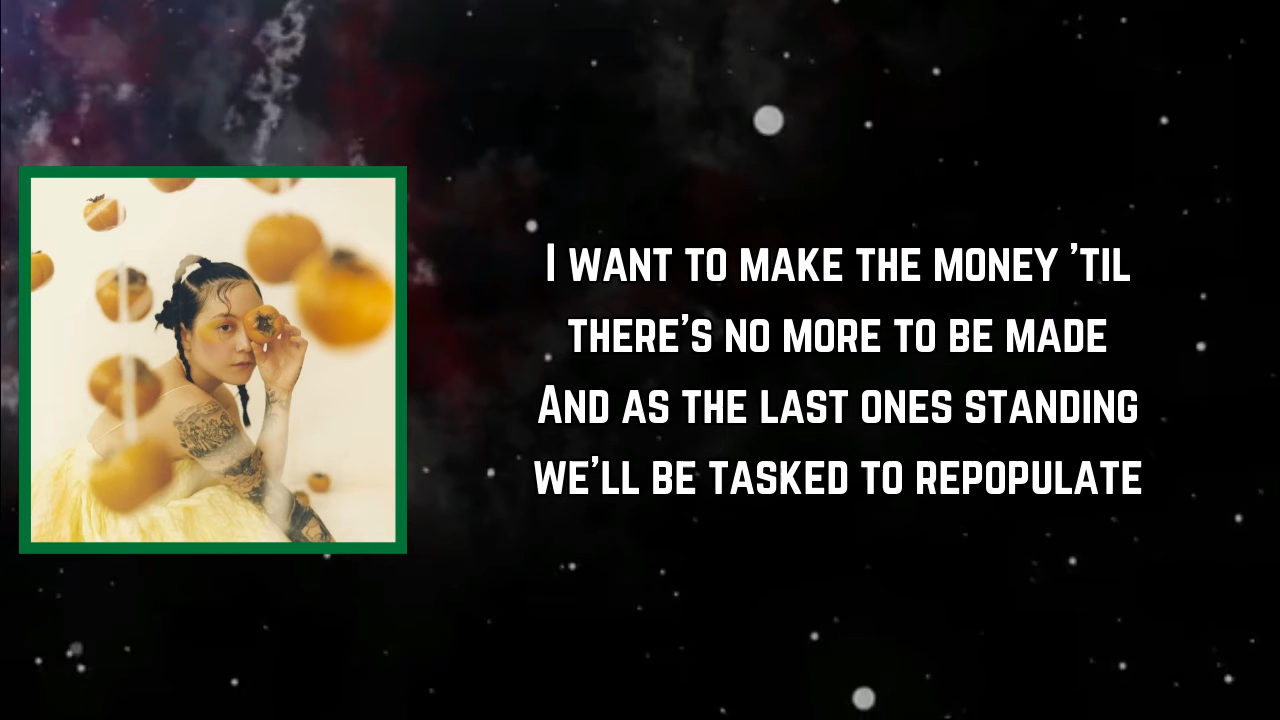 I WANT TO MAKE THE MONEY ’TIL
THERE’S NO MORE TO BE MADE
AND AS THE LAST ONES STANDING
WE’LL BE TASKED TO REPOPULATE